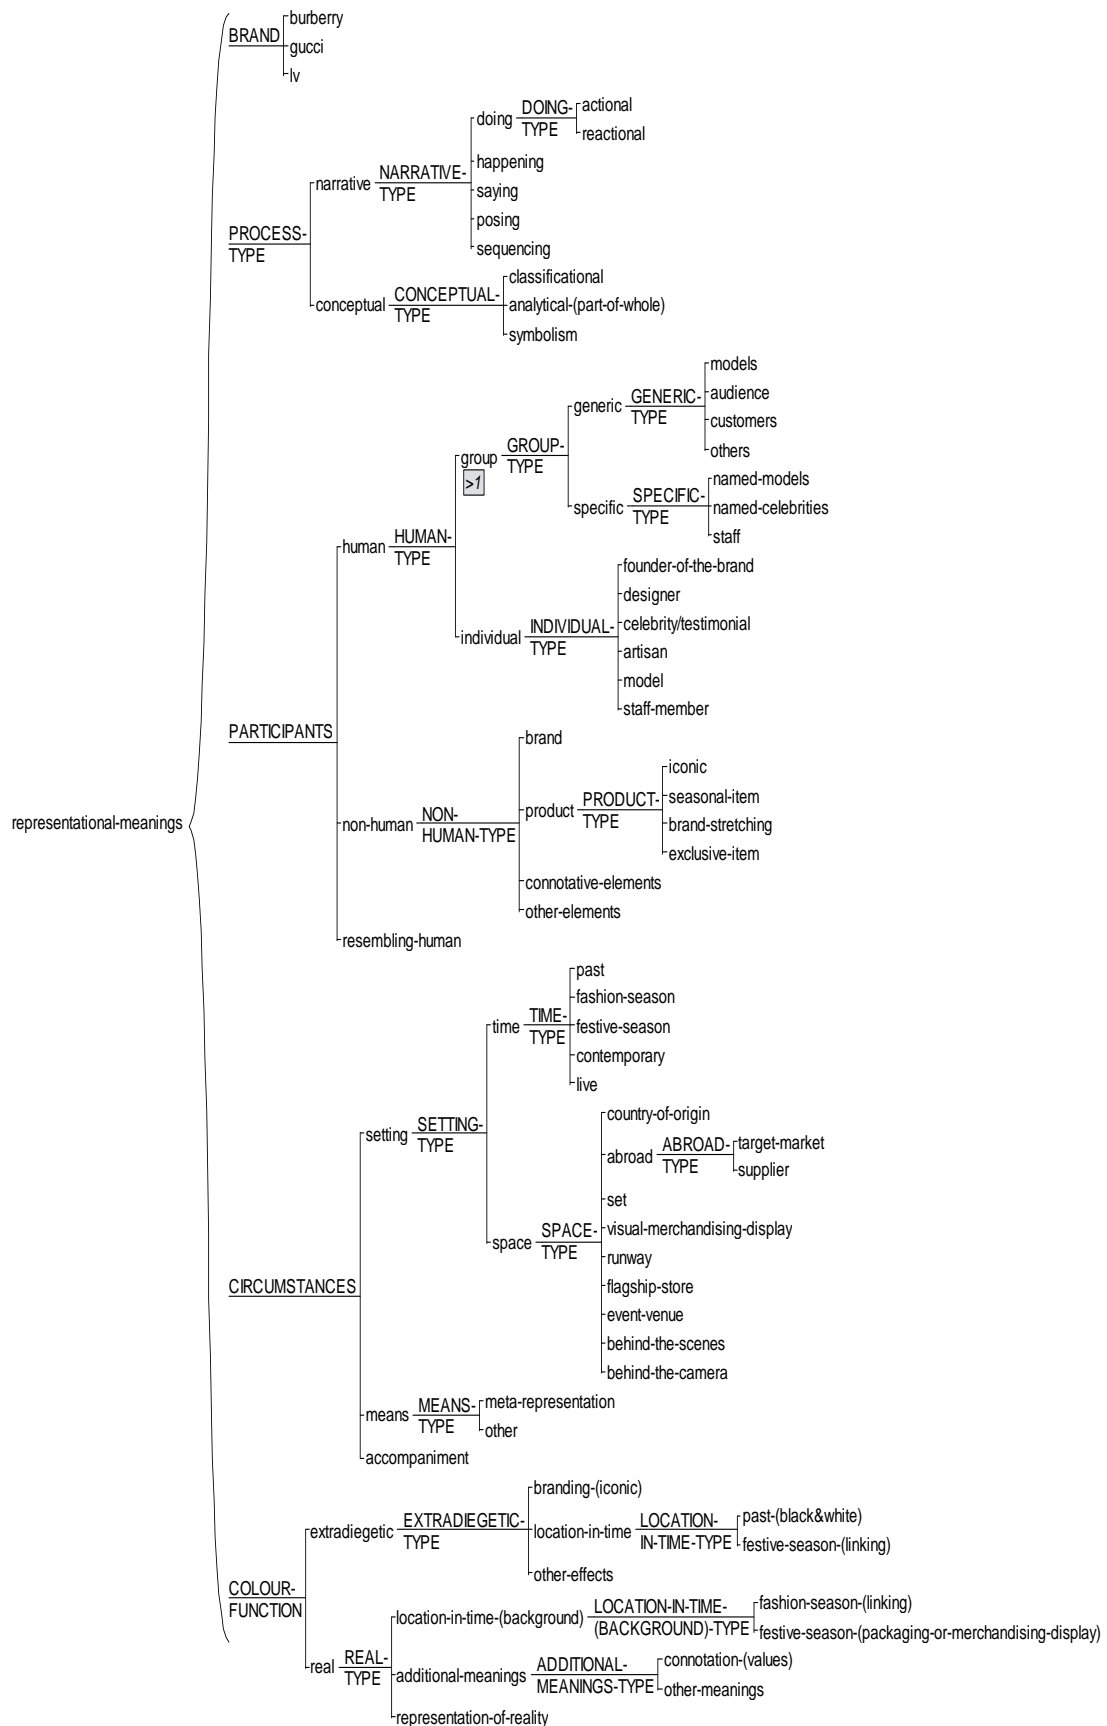 burberry
BRAND
gucci
lv
actional
doing DOING-
TYPE
reactional
happening
narrative NARRATIVE-
TYPE
saying
posing
PROCESS-
TYPE
sequencing
classificational
conceptual CONCEPTUAL-
TYPE
analytical-(part-of-whole)
symbolism
models
audience
generic GENERIC-
TYPE
customers
others
group GROUP-
TYPE
>1
named-models
specific SPECIFIC-
TYPE
named-celebrities
staff
human HUMAN-
TYPE
founder-of-the-brand
designer
celebrity/testimonial
individual INDIVIDUAL-
TYPE
artisan
model
staff-member
PARTICIPANTS
brand
iconic
seasonal-item
product PRODUCT-
TYPE
brand-stretching
exclusive-item
representational-meanings
non-human NON-
HUMAN-TYPE
connotative-elements
other-elements
resembling-human
past
fashion-season
time TIME-
TYPE
festive-season
contemporary
live
country-of-origin
setting SETTING-
TYPE
target-market
abroad ABROAD-
TYPE
supplier
set
visual-merchandising-display
space SPACE-
TYPE
runway
CIRCUMSTANCES
flagship-store
event-venue
behind-the-scenes
behind-the-camera
meta-representation
means MEANS-
TYPE
other
accompaniment
branding-(iconic)
extradiegetic EXTRADIEGETIC-
TYPE
past-(black&white)
location-in-time LOCATION-
IN-TIME-TYPE
festive-season-(linking)
other-effects
COLOUR-
FUNCTION
fashion-season-(linking)
location-in-time-(background) LOCATION-IN-TIME-
(BACKGROUND)-TYPE
festive-season-(packaging-or-merchandising-display)
real REAL-
TYPE
connotation-(values)
additional-meanings ADDITIONAL-
MEANINGS-TYPE
other-meanings
representation-of-reality